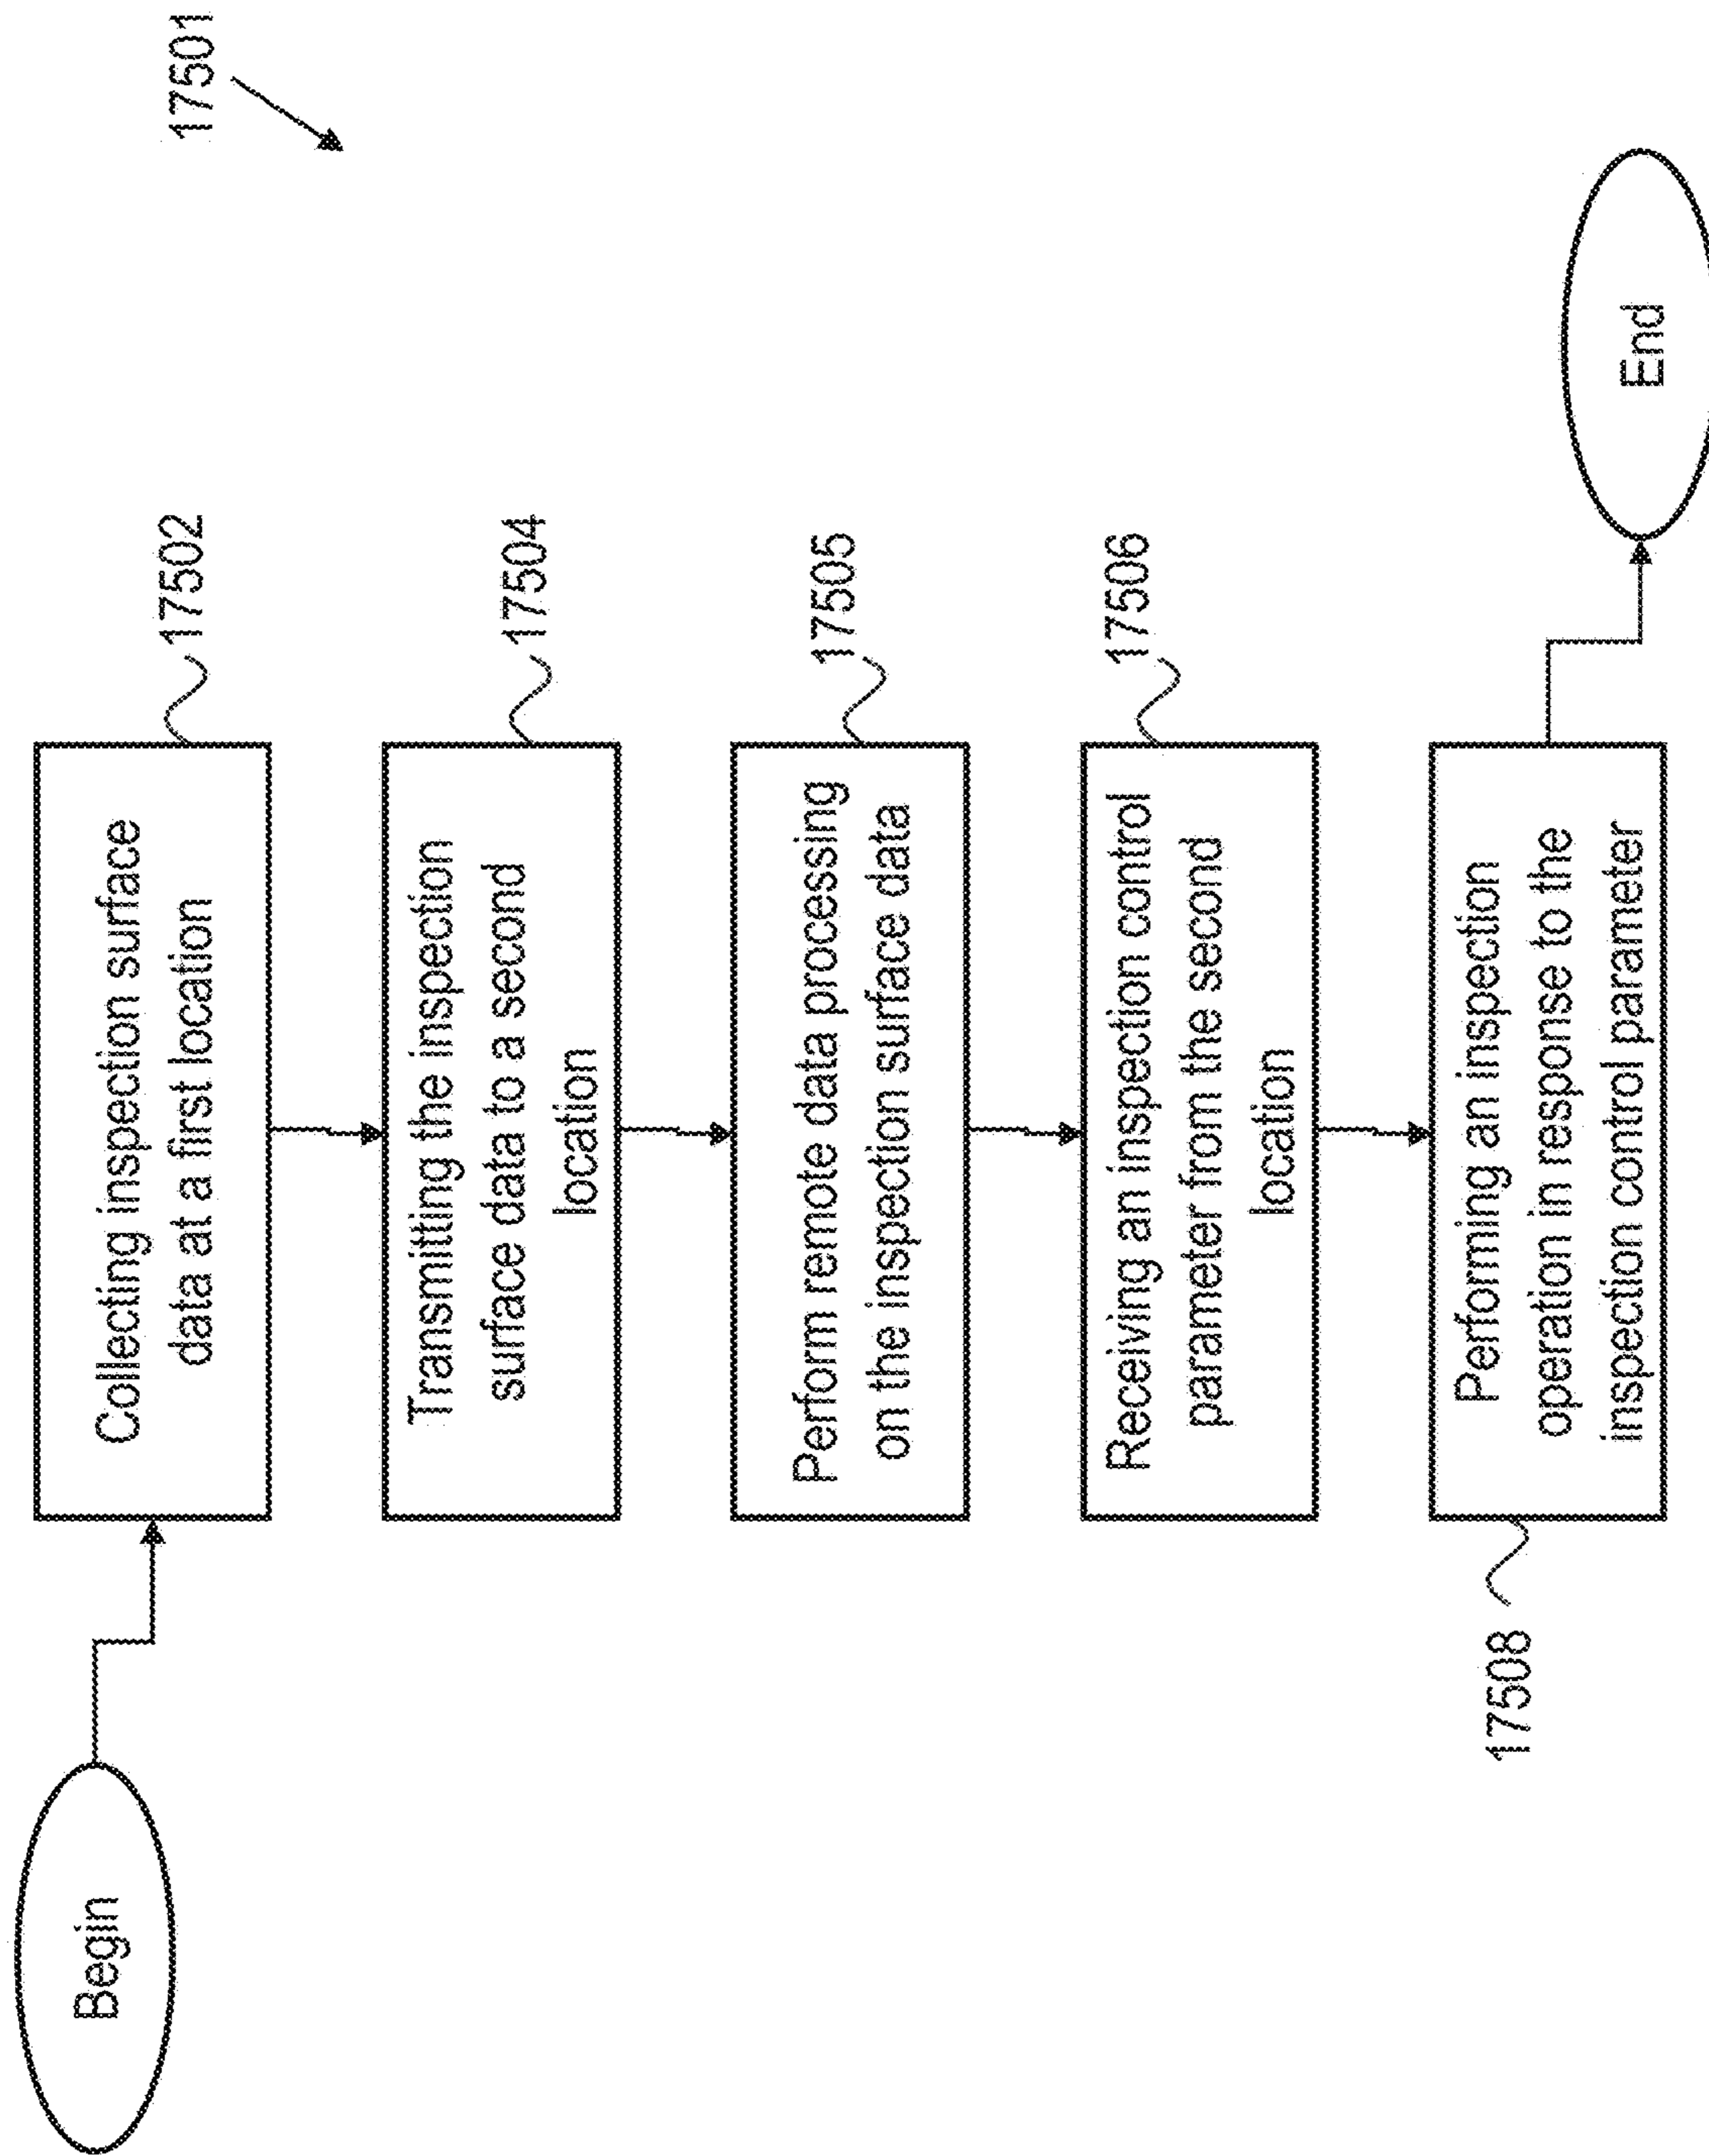 17501
Begin
Collecting inspection surface
data at a first location
17502
Transmitting the inspection
surface data to a second
location
17504
Perform remote data processing
on the inspection surface data
17505
Receiving an inspection control
parameter from the second
location
17506
Performing an inspection
operation in response to the
inspection control parameter
17508
End